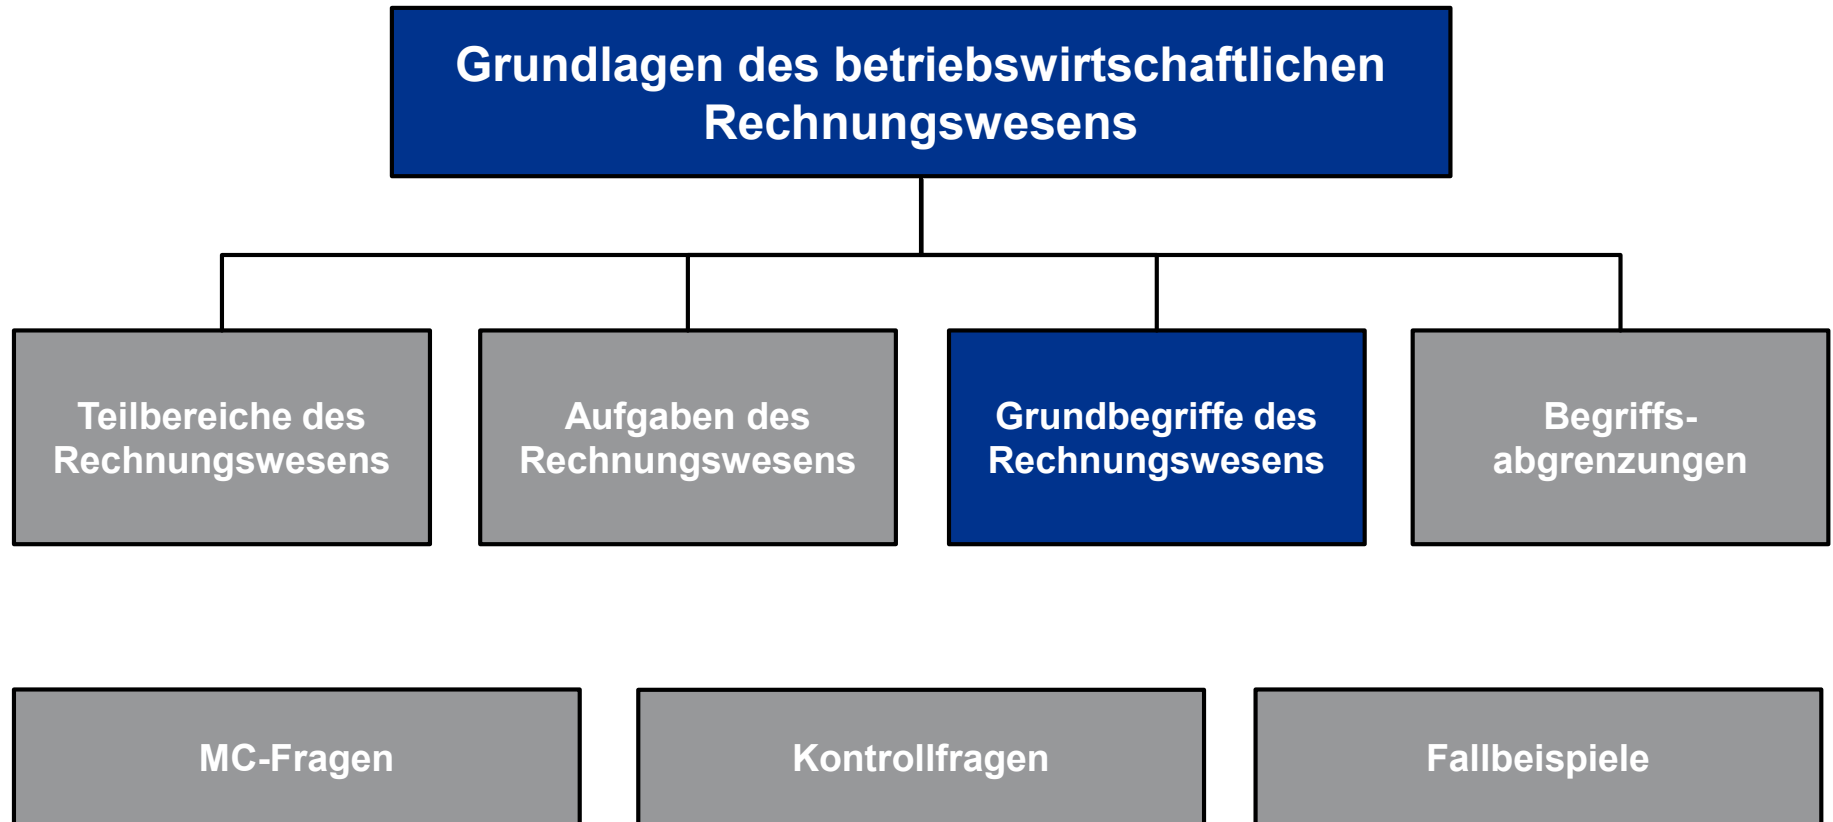 Grundlagen des betriebswirtschaftlichen
Rechnungswesens
Teilbereiche des
Rechnungswesens
Aufgaben des
Rechnungswesens
Grundbegriffe des
Rechnungswesens
Begriffs-
abgrenzungen
MC-Fragen
Kontrollfragen
Fallbeispiele